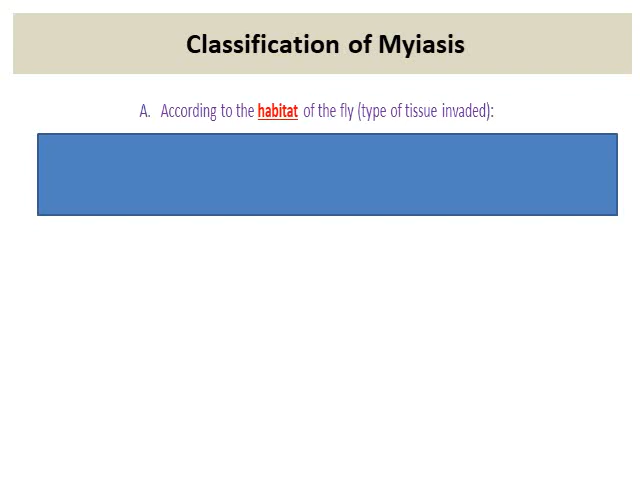 Classification of Myiasis
A. According to the habitat of the fly (type of tissue invaded):